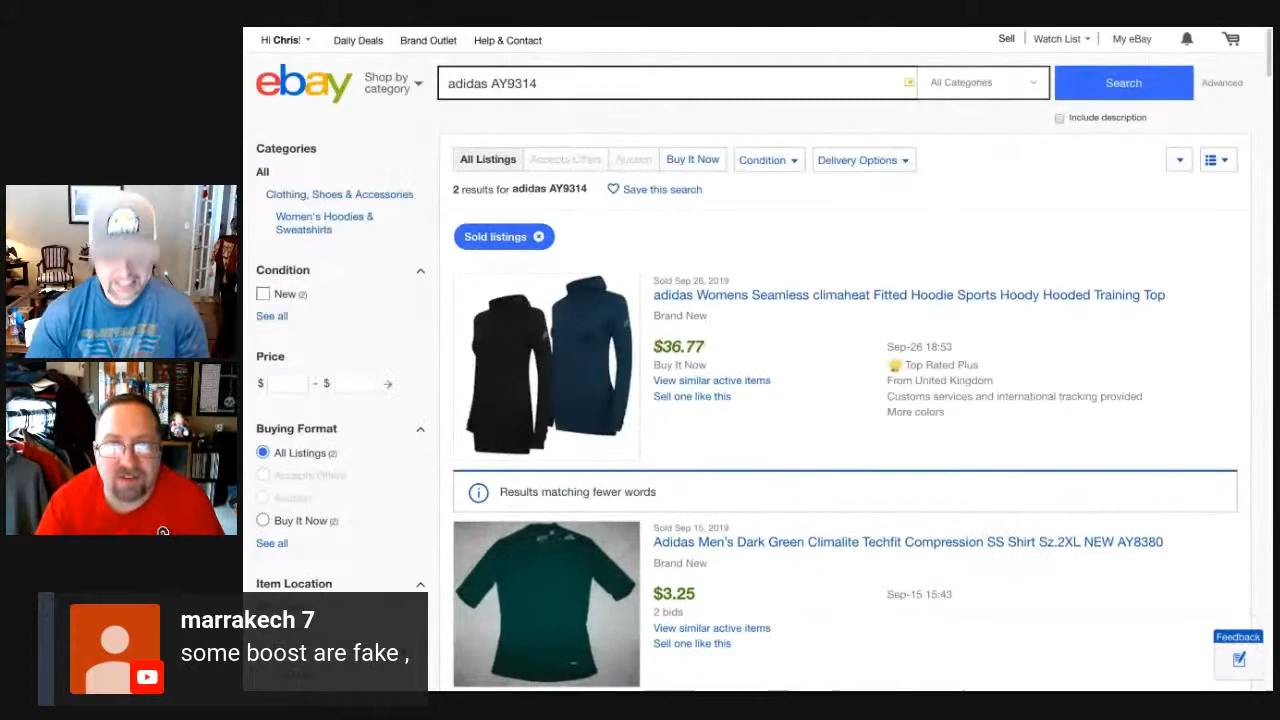 Hi Chris!
Daily Deals
Brand Outlet
Help & Contact
Sell
Watch List
My eBay
ebay
Shop by
category
adidas AY9314
All Categories
Search
Advanced
Include description
Categories
All
Clothing, Shoes & Accessories
Women's Hoodies &
Sweatshirts
Condition
New (2)
See all
Price
$ - $
Buying Format
All Listings (2)
Accepts Offers
Auction
Buy It Now (2)
See all
Item Location
All Listings
Accepts Offers
Auction
Buy It Now
Condition
Delivery Options
2 results for adidas AY9314
Save this search
Sold listings
Sold Sep 26, 2019
adidas Womens Seamless climaheat Fitted Hoodie Sports Hoody Hooded Training Top
Brand New
$36.77
Buy It Now
View similar active items
Sell one like this
Sep-26 18:53
Top Rated Plus
From United Kingdom
Customs services and international tracking provided
More colors
Results matching fewer words
Sold Sep 15, 2019
Adidas Men's Dark Green Climalite Techfit Compression SS Shirt Sz.2XL NEW AY8380
Brand New
$3.25
2 bids
View similar active items
Sell one like this
Sep-15 15:43
Feedback
marrakech 7
some boost are fake ,